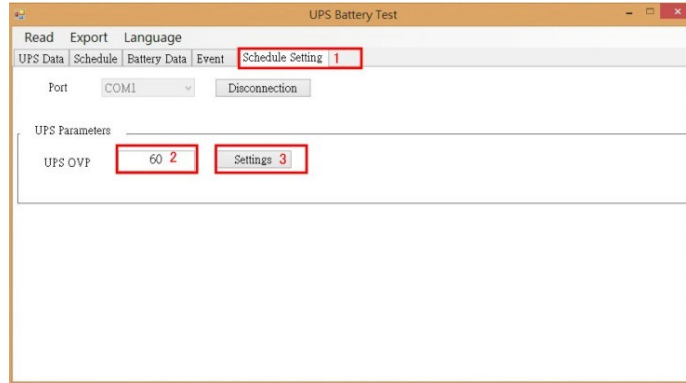 UPS Battery Test
Read Export Language
UPS Data Schedule Battery Data Event Schedule Setting 1
Port COM1 Disconnection
UPS Parameters
UPS OVP 60 2 Settings 3